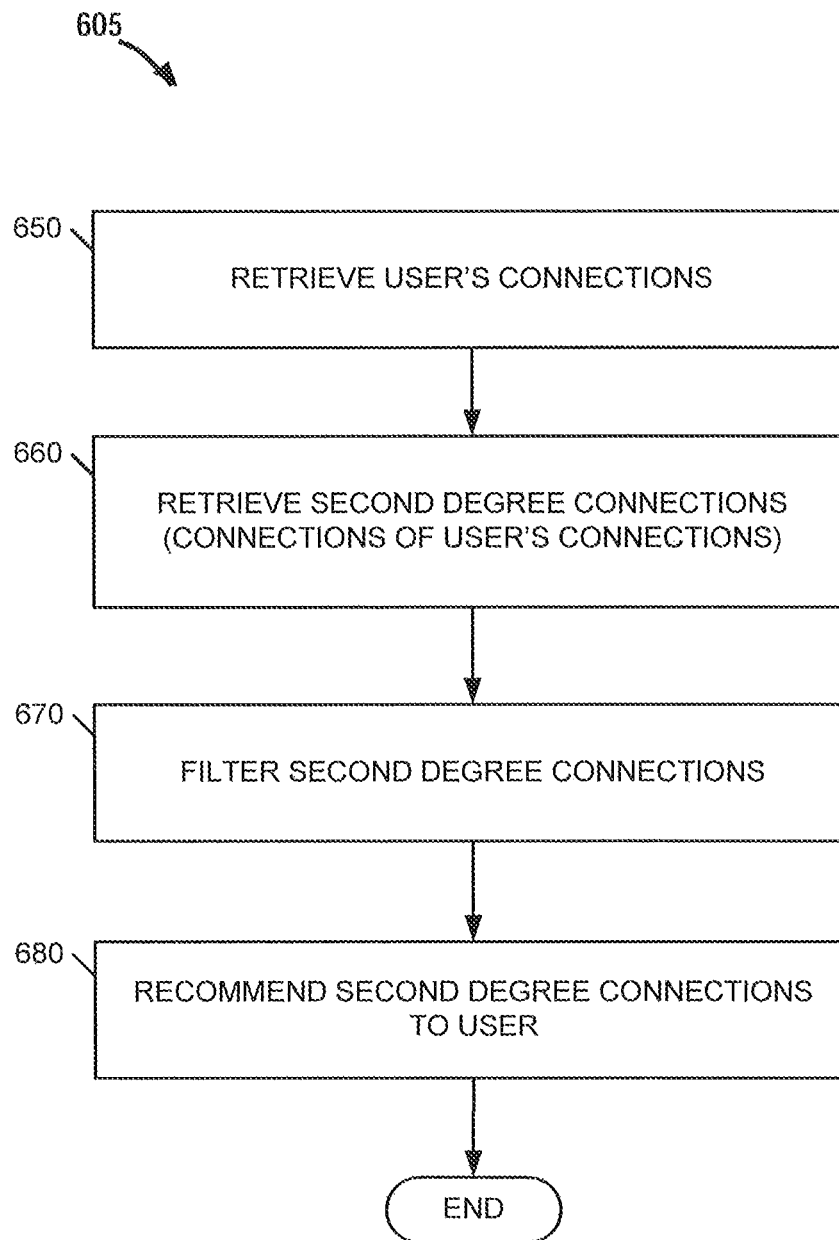 605
650
RETRIEVE USER'S CONNECTIONS
660
RETRIEVE SECOND DEGREE CONNECTIONS
(CONNECTIONS OF USER'S CONNECTIONS)
670
FILTER SECOND DEGREE CONNECTIONS
680
RECOMMEND SECOND DEGREE CONNECTIONS
TO USER
END